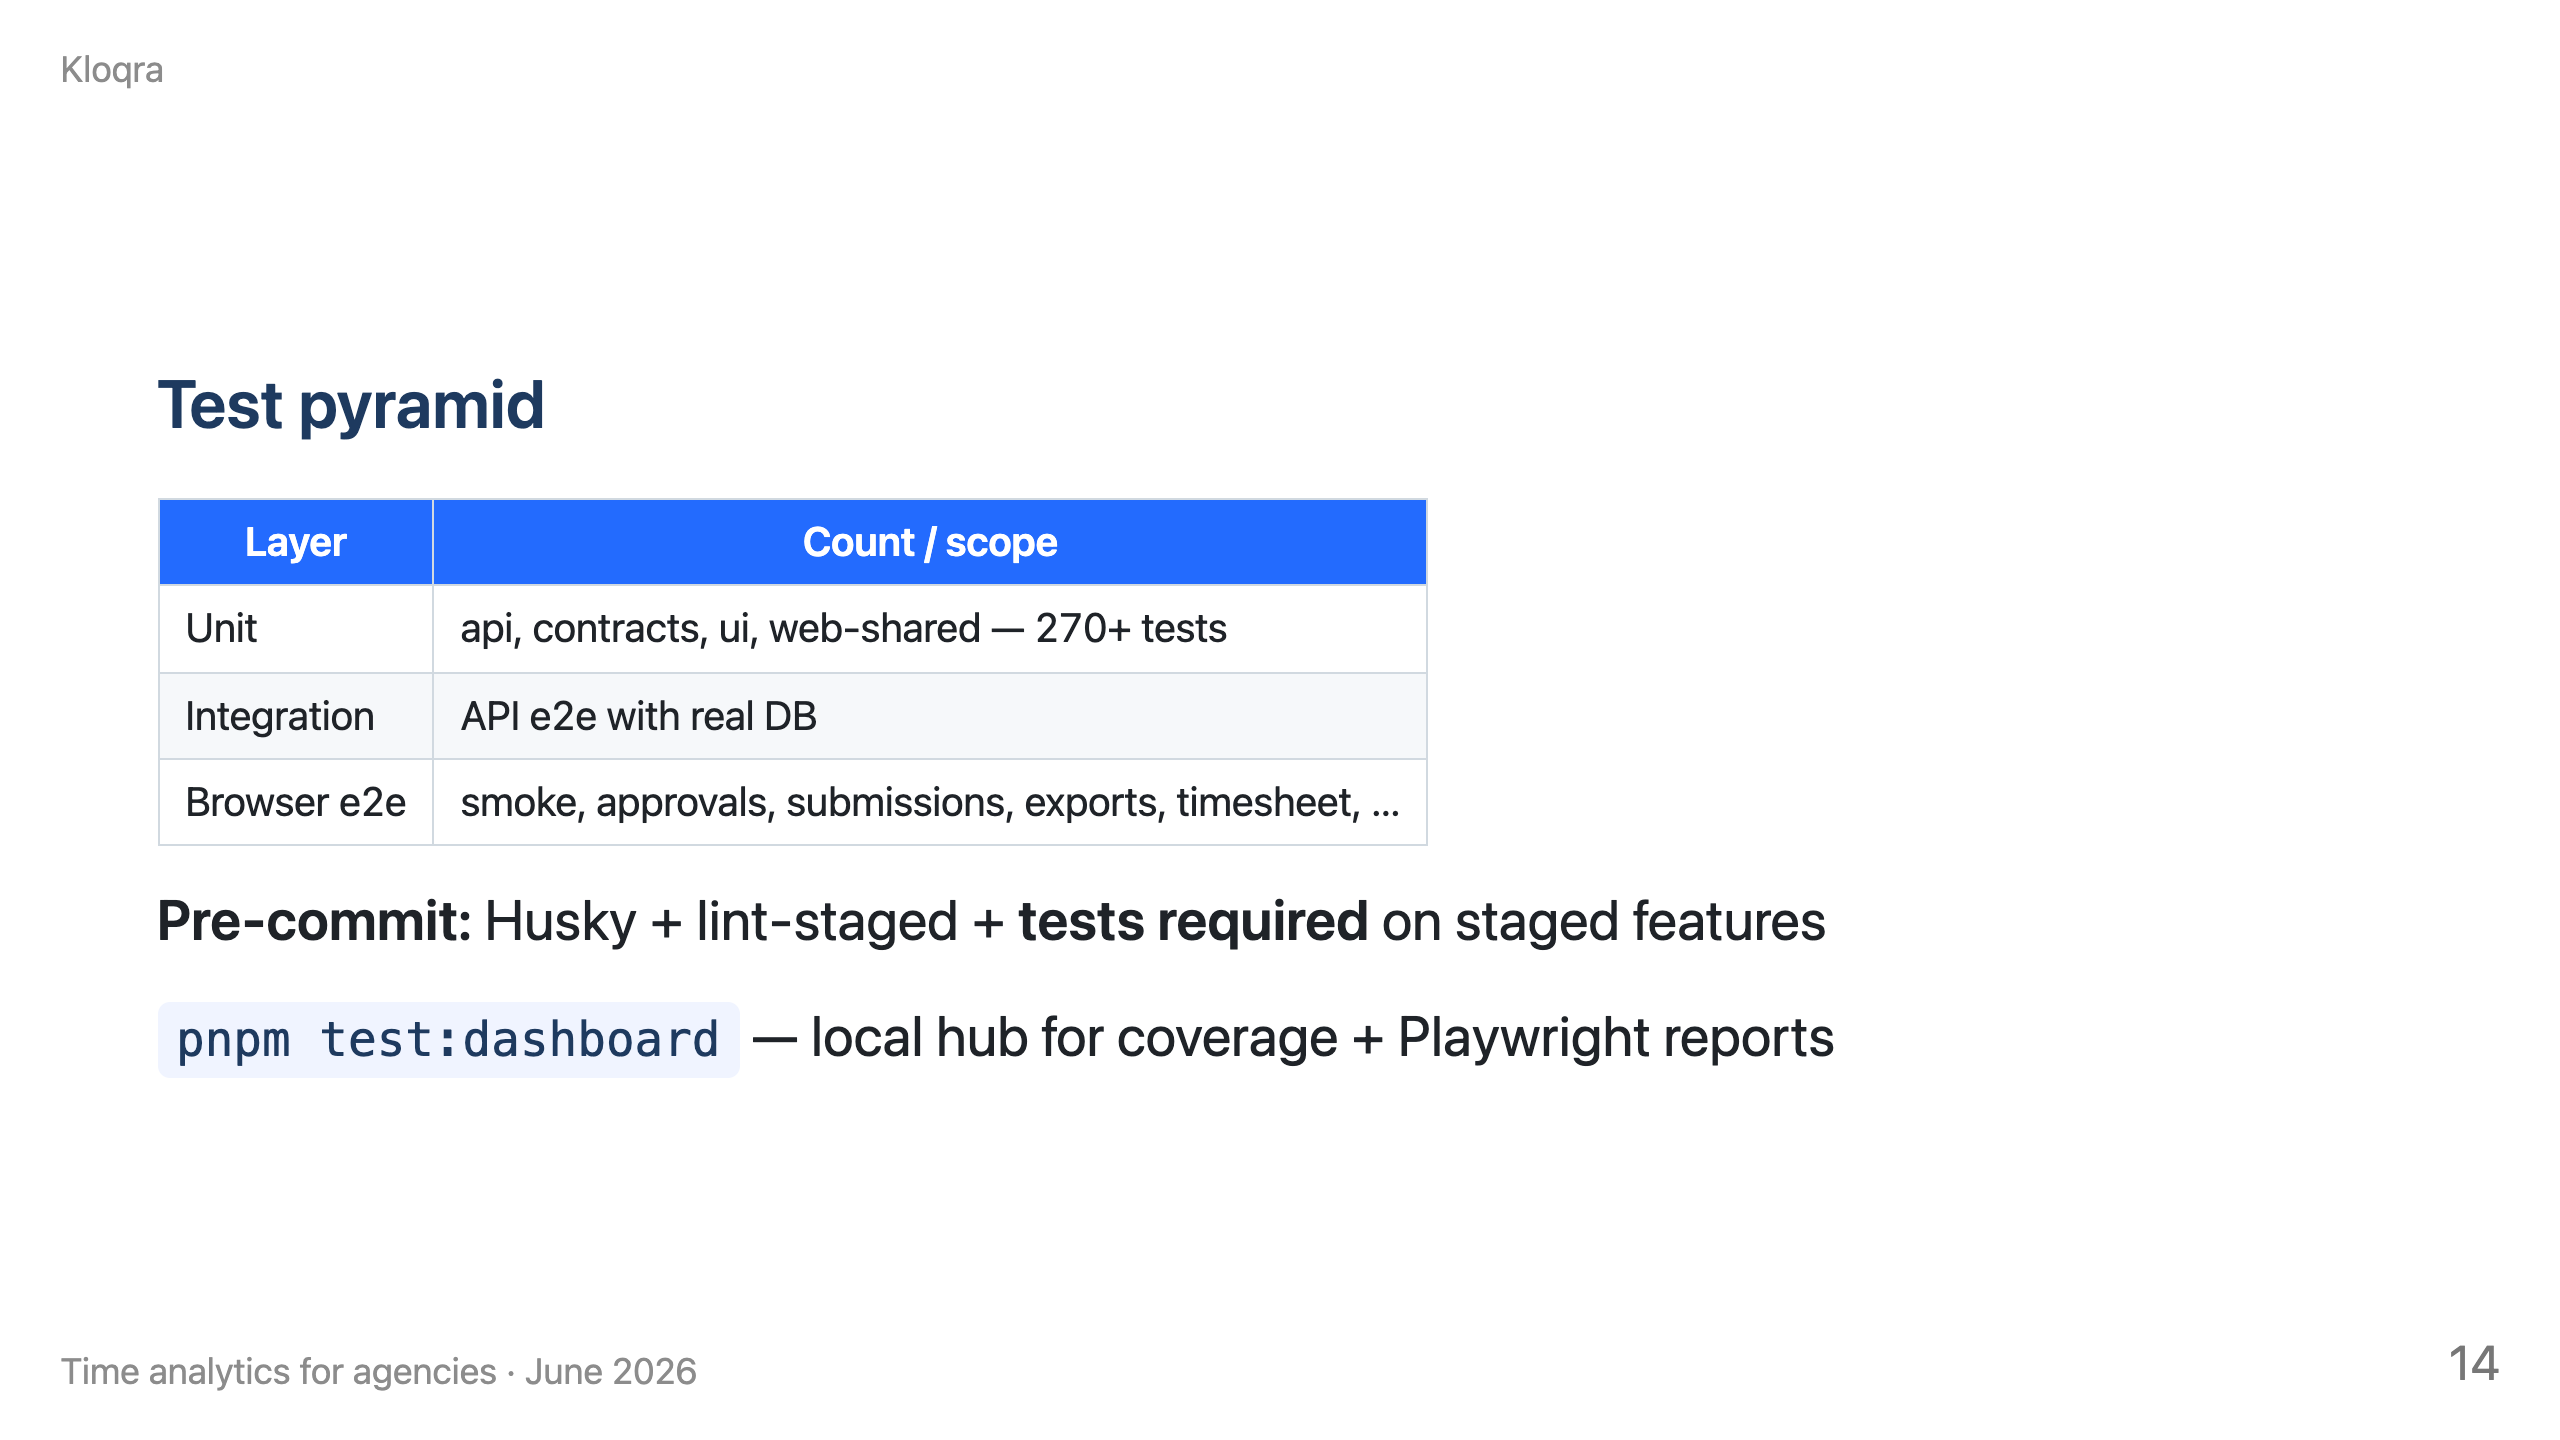 Kloqra
Test pyramid
Layer Count / scope
Unit api, contracts, ui, web-shared — 270+ tests
Integration API e2e with real DB
Browser e2e smoke, approvals, submissions, exports, timesheet, ...
Pre-commit: Husky + lint-staged + tests required on staged features
pnpm test:dashboard — local hub for coverage + Playwright reports
Time analytics for agencies · June 2026
14